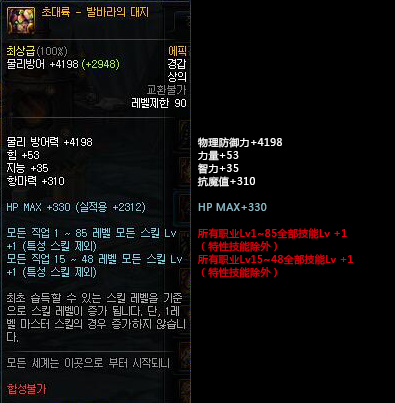 초대륙 - 발바라의 대지
최상급(100%) 에픽
물리방어 +4198 (+2948) 경갑
상의
교환불가
레벨제한 90
물리 방어력 +4198 物理防御力+4198
힘 +53 力量+53
지능 +35 智力+35
항마력 +310 抗魔值+310
HP MAX +330 (실적용 +2312) HP MAX+330
모든 직업 1 ~ 85 레벨 모든 스킬 Lv 所有职业Lv1~85全部技能Lv +1
+1 (특성 스킬 제외) （特性技能除外）
모든 직업 15 ~ 48 레벨 모든 스킬 Lv 所有职业Lv15~48全部技能Lv +1
+1 (특성 스킬 제외) （特性技能除外）
최초 습득할 수 있는 스킬 레벨을 기준
으로 스킬 레벨이 증가 됩니다. 단, 1레
벨 마스터 스킬의 경우 증가하지 않습니
다.
모든 세계는 이곳으로 부터 시작되니
합성불가